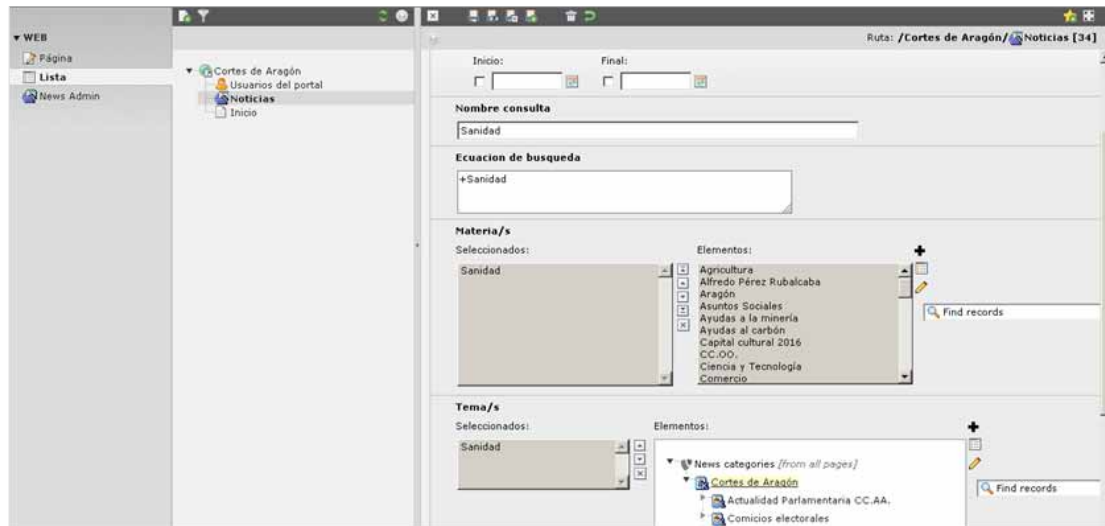 Ruta: /Cortes de Aragón/Noticias [34]
WEB
Página
Lista
News Admin
Cortes de Aragón
Usuarios del portal
Noticias
Inicio
Inicio:
Final:
Nombre consulta
Sanidad
Ecuacion de busqueda
+Sanidad
Materia/s
Seleccionados:
Elementos:
Sanidad
Agricultura
Alfredo Pérez Rubalcaba
Aragón
Asuntos Sociales
Ayudas a la minería
Ayudas al carbón
Capital cultural 2016
CC.OO.
Ciencia y Tecnología
Comercio
Find records
Tema/s
Seleccionados:
Elementos:
Sanidad
News categories [from all pages]
Cortes de Aragón
Actualidad Parlamentaria CC.AA.
Comicios electorales
Find records